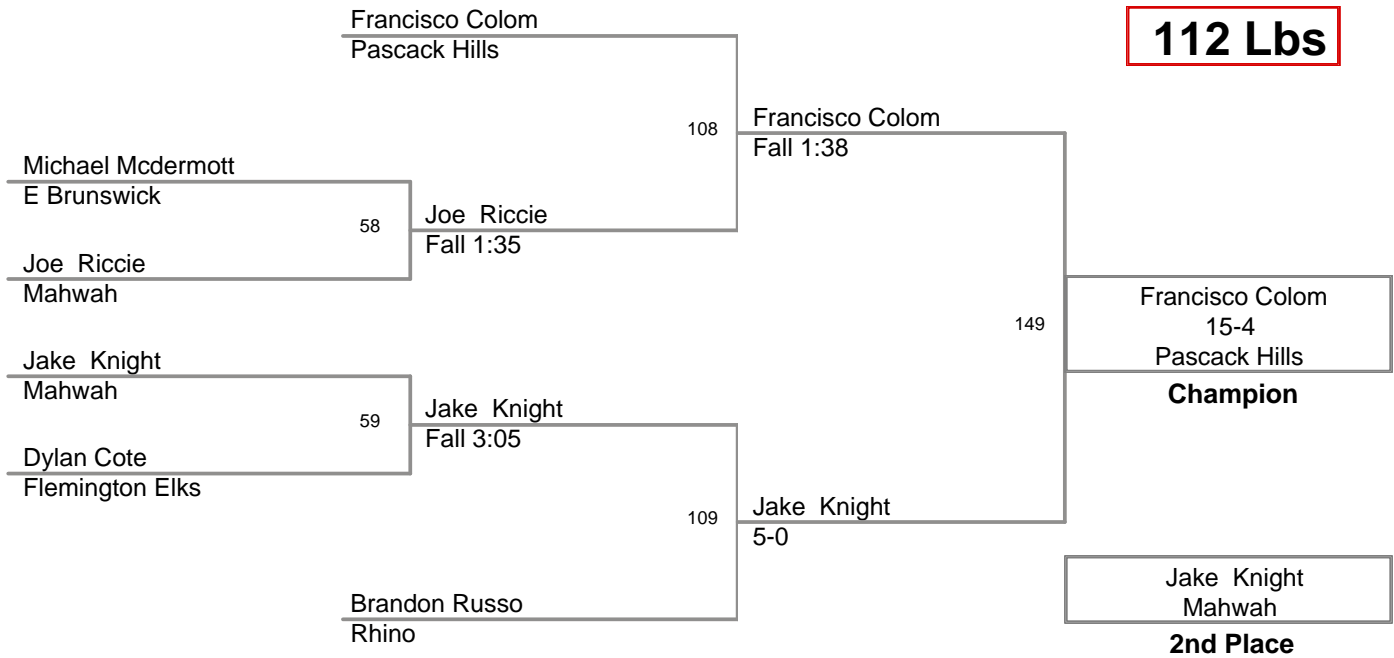 Francisco Colom
Pascack Hills
112 Lbs
108
Francisco Colom
Fall 1:38
Michael Mcdermott
E Brunswick
58
Joe Riccie
Fall 1:35
Joe Riccie
Mahwah
149
Francisco Colom
15-4
Pascack Hills
Champion
Jake Knight
Mahwah
59
Jake Knight
Fall 3:05
Dylan Cote
Flemington Elks
109
Jake Knight
5-0
Brandon Russo
Rhino
Jake Knight
Mahwah
2nd Place